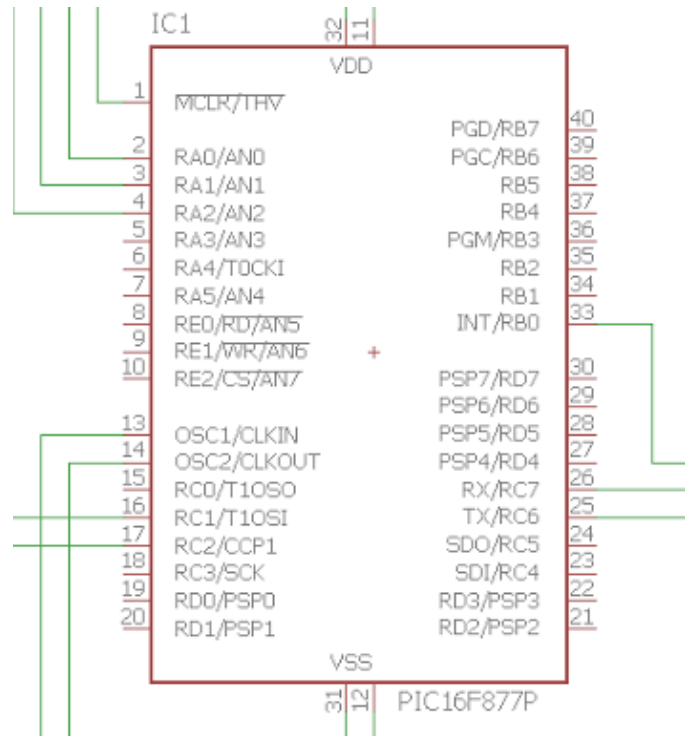 IC1
32 11
VDD
1 MCLR/THV
PGD/RB7 40
2 RA0/AN0 PGC/RB6 39
3 RA1/AN1 RB5 38
4 RA2/AN2 RB4 37
5 RA3/AN3 PGM/RB3 36
6 RA4/T0CKI RB2 35
7 RA5/AN4 RB1 34
8 RE0/RD/AN5 INT/RB0 33
9 RE1/WR/AN6
10 RE2/CS/AN7 PSP7/RD7 30
PSP6/RD6 29
13 OSC1/CLKIN PSP5/RD5 28
14 OSC2/CLKOUT PSP4/RD4 27
15 RC0/T1OSO RX/RC7 26
16 RC1/T1OSI TX/RC6 25
17 RC2/CCP1 SDO/RC5 24
18 RC3/SCK SDI/RC4 23
19 RD0/PSP0 RD3/PSP3 22
20 RD1/PSP1 RD2/PSP2 21
VSS
31 12 PIC16F877P